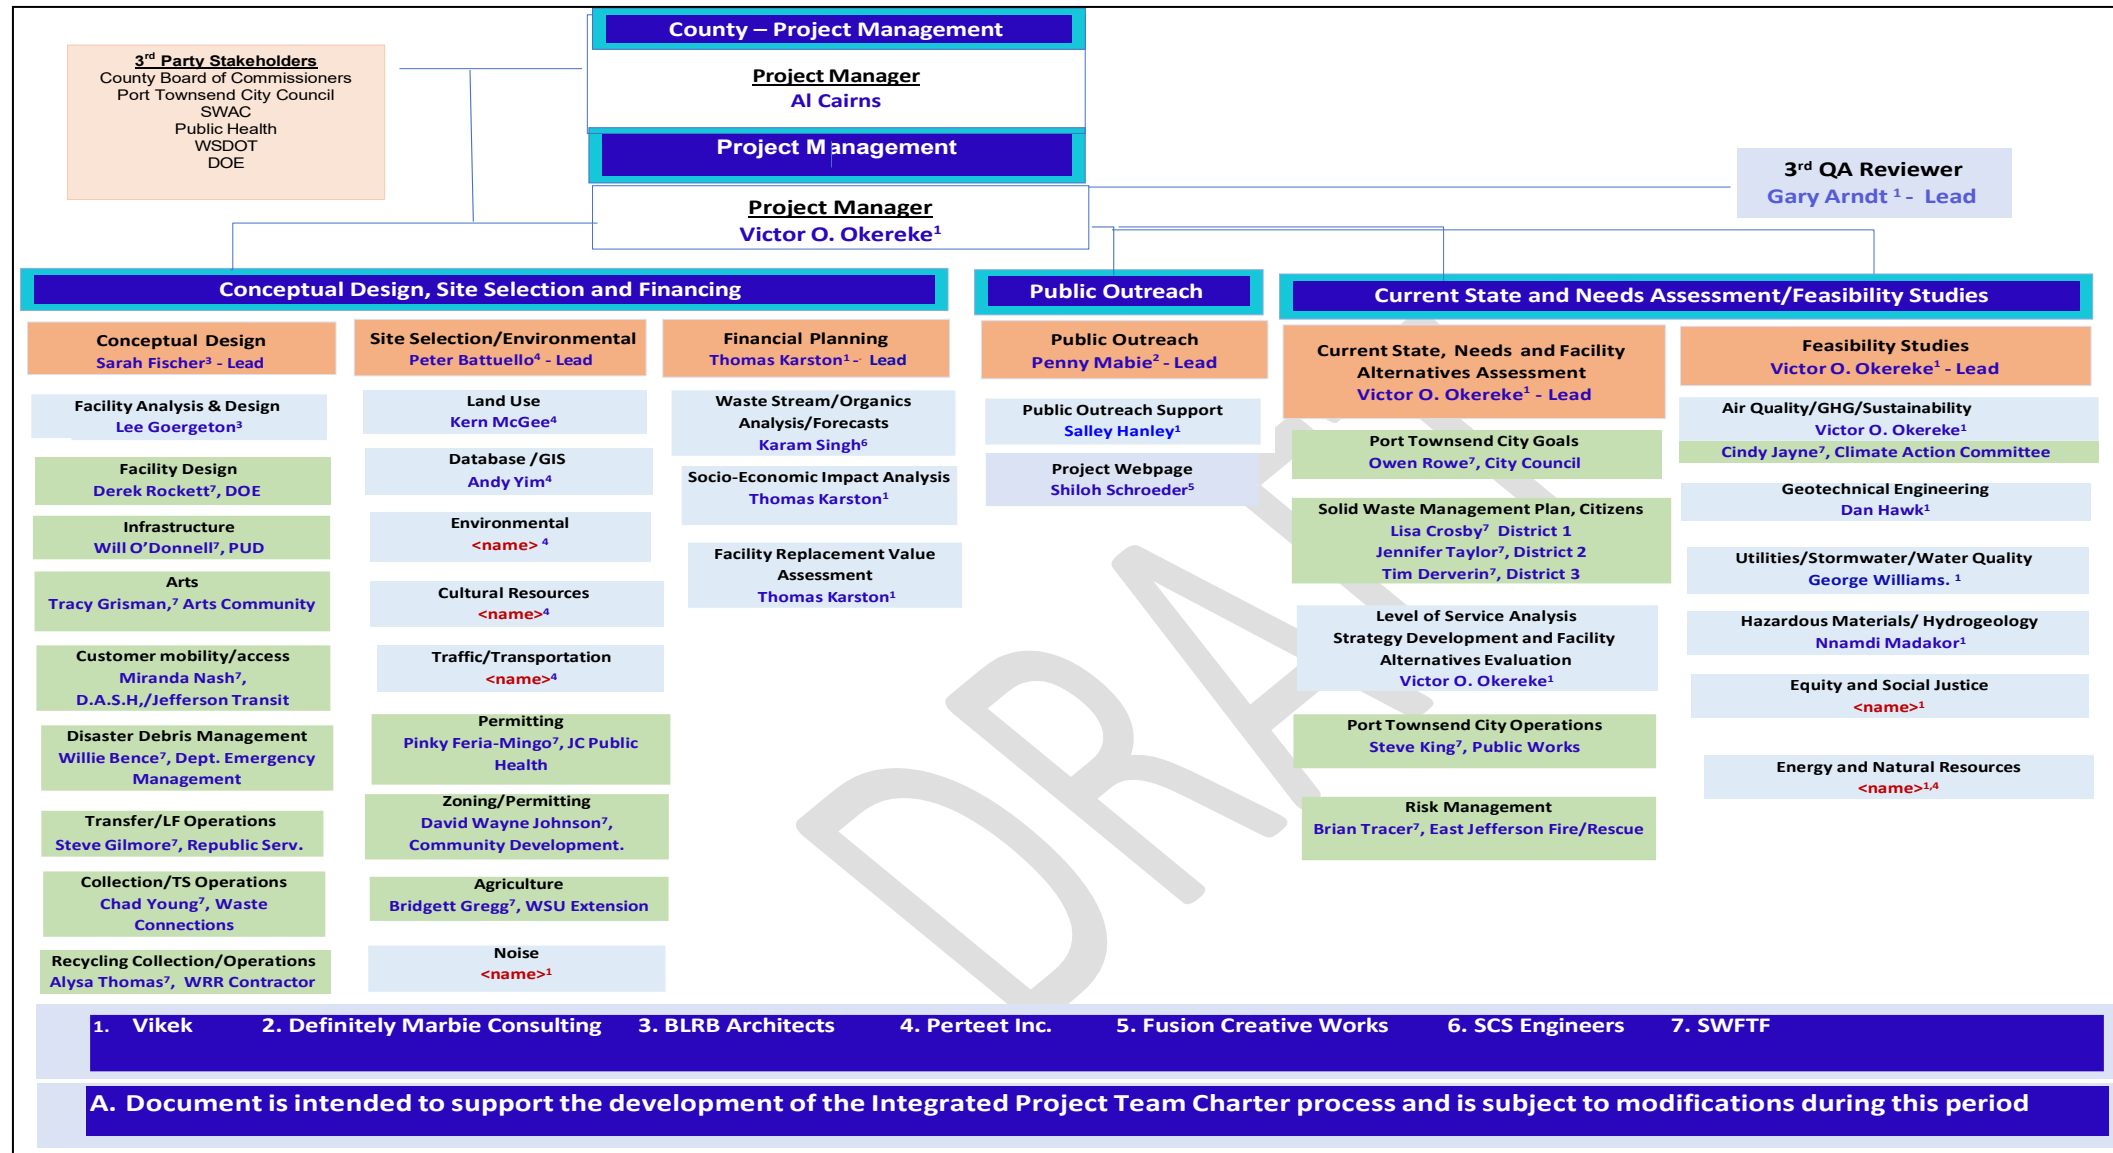 County – Project Management
Project Manager
Al Cairns
3rd Party Stakeholders
County Board of Commissioners
Port Townsend City Council
SWAC
Public Health
WSDOT
DOE
Project Management
Project Manager
Victor O. Okereke1
3rd QA Reviewer
Gary Arndt 1 - Lead
Conceptual Design, Site Selection and Financing
Conceptual Design
Sarah Fischer3 - Lead
Facility Analysis & Design
Lee Goergeton3
Facility Design
Derek Rockett7, DOE
Infrastructure
Will O’Donnell7, PUD
Arts
Tracy Grisman,7 Arts Community
Customer mobility/access
Miranda Nash7,
D.A.S.H,/Jefferson Transit
Disaster Debris Management
Willie Bence7, Dept. Emergency
Management
Transfer/LF Operations
Steve Gilmore7, Republic Serv.
Collection/TS Operations
Chad Young7, Waste
Connections
Recycling Collection/Operations
Alysa Thomas7, WRR Contractor
Site Selection/Environmental
Peter Battuello4 - Lead
Land Use
Kern McGee4
Database /GIS
Andy Yim4
Environmental
<name> 4
Cultural Resources
<name>4
Traffic/Transportation
<name>4
Permitting
Pinky Feria-Mingo7, JC Public
Health
Zoning/Permitting
David Wayne Johnson7,
Community Development.
Agriculture
Bridgett Gregg7, WSU Extension
Noise
<name>1
Financial Planning
Thomas Karston1 - Lead
Waste Stream/Organics
Analysis/Forecasts
Karam Singh6
Socio-Economic Impact Analysis
Thomas Karston1
Facility Replacement Value
Assessment
Thomas Karston1
Public Outreach
Public Outreach
Penny Mabie2 - Lead
Public Outreach Support
Salley Hanley1
Project Webpage
Shiloh Schroeder5
Current State and Needs Assessment/Feasibility Studies
Current State, Needs and Facility
Alternatives Assessment
Victor O. Okereke1 - Lead
Port Townsend City Goals
Owen Rowe7, City Council
Solid Waste Management Plan, Citizens
Lisa Crosby7 District 1
Jennifer Taylor7, District 2
Tim Derverin7, District 3
Level of Service Analysis
Strategy Development and Facility
Alternatives Evaluation
Victor O. Okereke1
Port Townsend City Operations
Steve King7, Public Works
Risk Management
Brian Tracer7, East Jefferson Fire/Rescue
Feasibility Studies
Victor O. Okereke1 - Lead
Air Quality/GHG/Sustainability
Victor O. Okereke1
Cindy Jayne7, Climate Action Committee
Geotechnical Engineering
Dan Hawk1
Utilities/Stormwater/Water Quality
George Williams. 1
Hazardous Materials/ Hydrogeology
Nnamdi Madakor1
Equity and Social Justice
<name>1
Energy and Natural Resources
<name>1,4
DRAFT
1. Vikek 2. Definitely Marbie Consulting 3. BLRB Architects 4. Perteet Inc. 5. Fusion Creative Works 6. SCS Engineers 7. SWFTF
A. Document is intended to support the development of the Integrated Project Team Charter process and is subject to modifications during this period